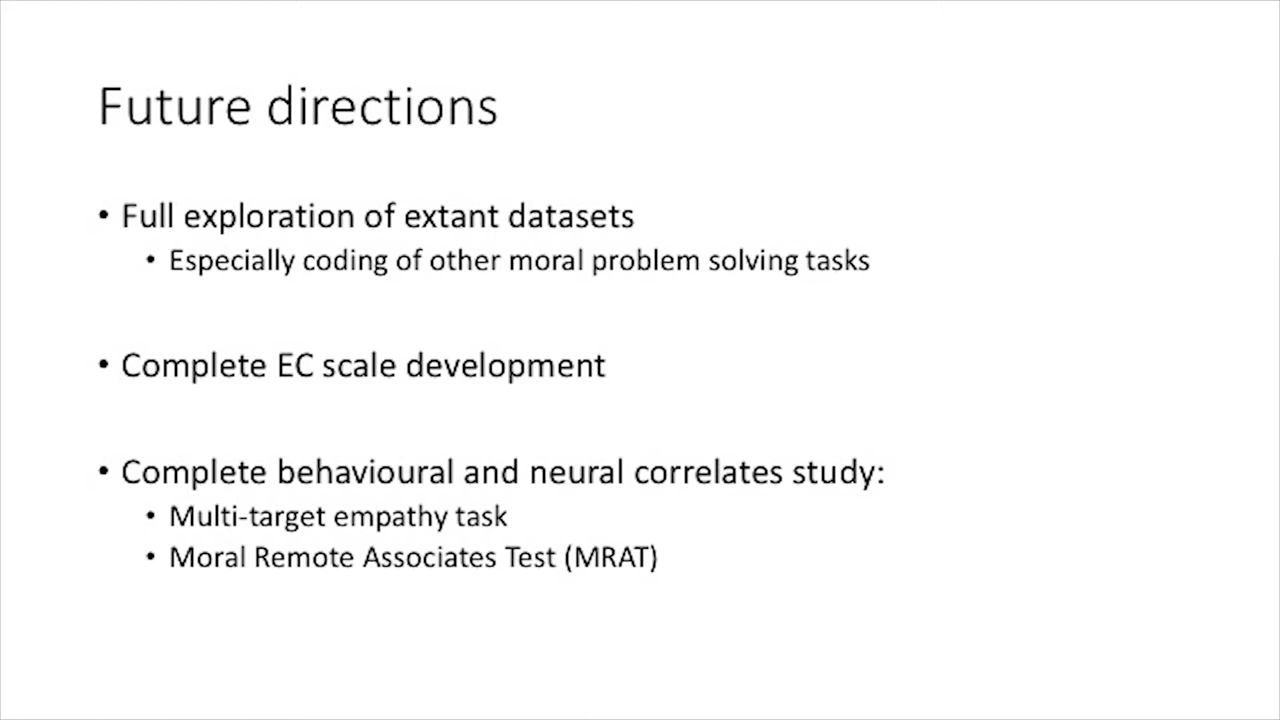 Future directions
• Full exploration of extant datasets
• Especially coding of other moral problem solving tasks
• Complete EC scale development
• Complete behavioural and neural correlates study:
• Multi-target empathy task
• Moral Remote Associates Test (MRAT)